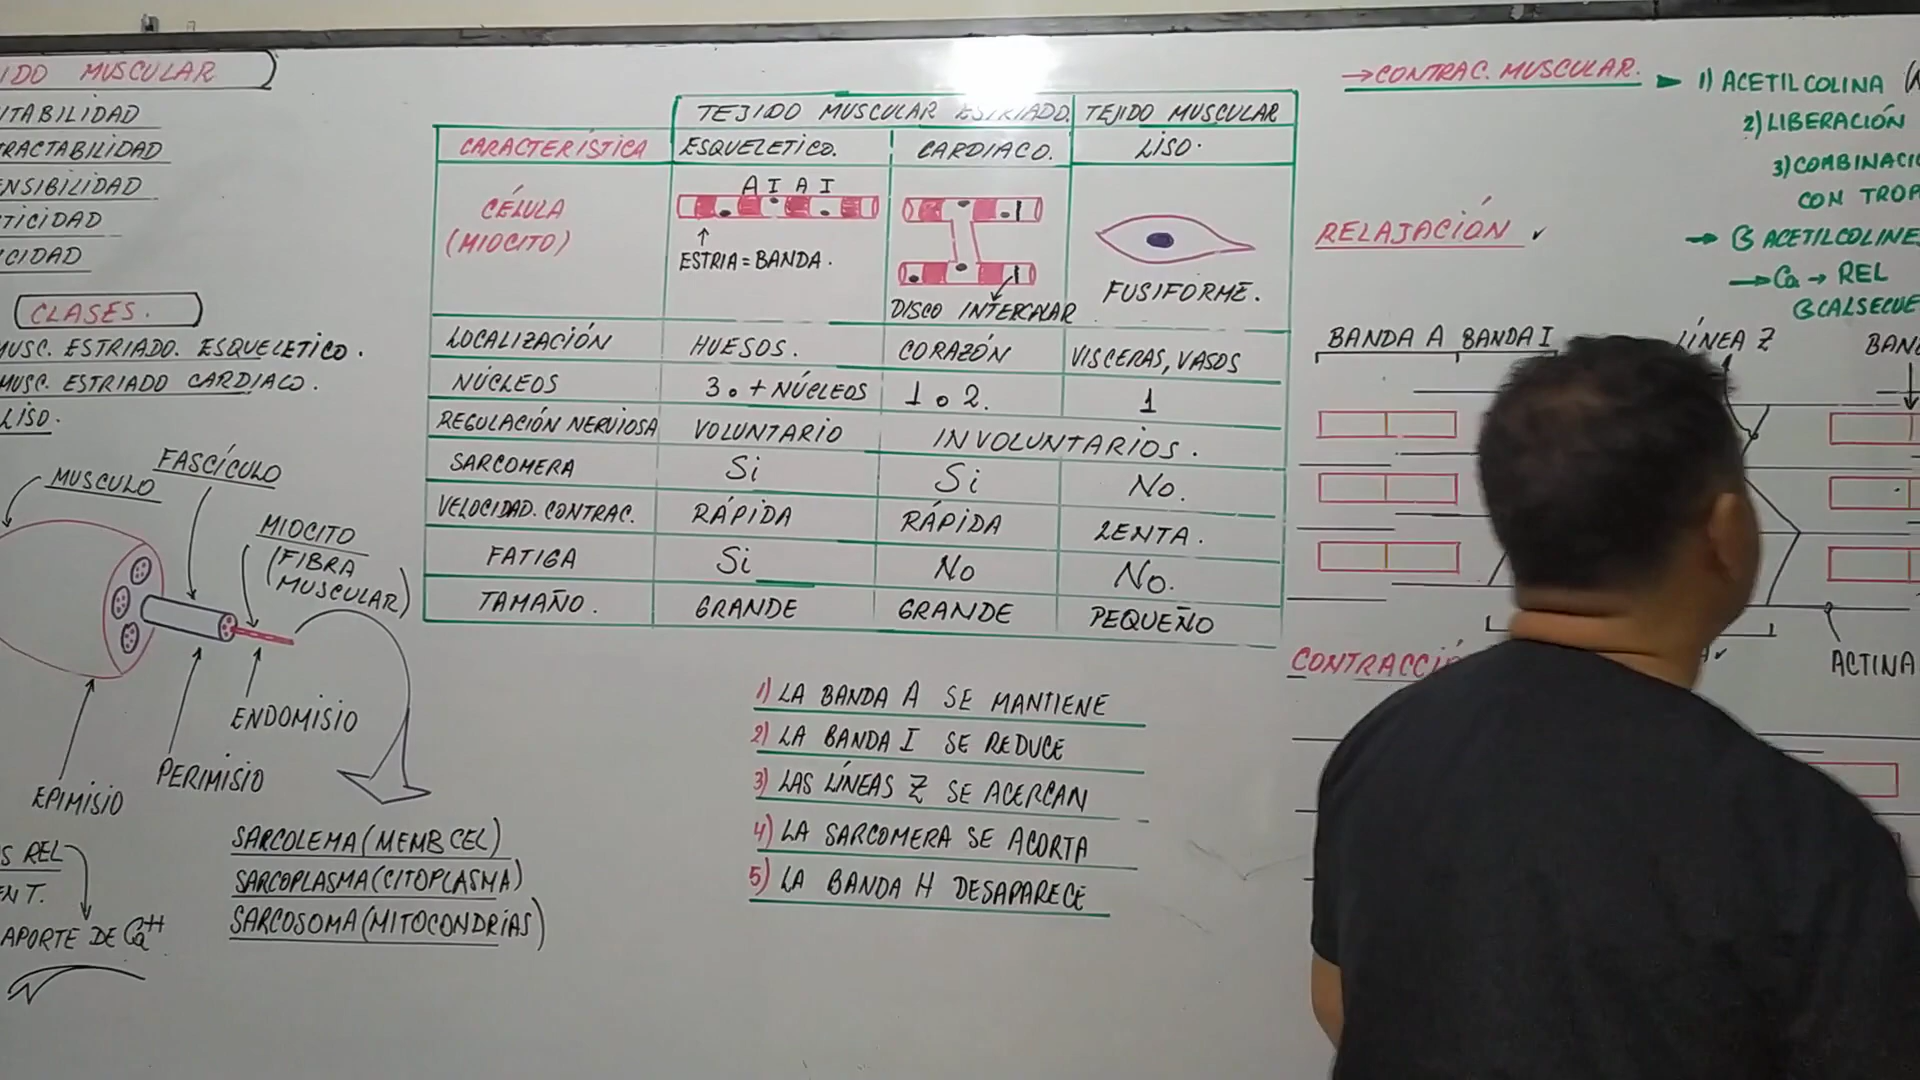 IDO MUSCULAR
ITABILIDAD
RACTABILIDAD
ENSIBILIDAD
TICIDAD
ICIDAD
CLASES.
MUSC. ESTRIADO. ESQUELETICO.
MUSC. ESTRIADO CARDIACO.
LISO.
MUSCULO
FASCÍCULO
MIOCITO
(FIBRA
MUSCULAR)
ENDOMISIO
PERIMISIO
EPIMISIO
S REL
EN T.
APORTE DE Ca++
SARCOLEMA (MEMB CEL)
SARCOPLASMA (CITOPLASMA)
SARCOSOMA (MITOCONDRIAS)
TEJIDO MUSCULAR ESTRIADO. TEJIDO MUSCULAR
CARACTERÍSTICA ESQUELETICO. CARDIACO. LISO.
CÉLULA
(MIOCITO)
A I A I
ESTRIA = BANDA.
DISCO INTERCALAR
FUSIFORME.
LOCALIZACIÓN HUESOS. CORAZÓN VISCERAS, VASOS
NÚCLEOS 3 o + NÚCLEOS 1 o 2. 1
REGULACIÓN NERVIOSA VOLUNTARIO INVOLUNTARIOS.
SARCOMERA Si Si No.
VELOCIDAD. CONTRAC. RÁPIDA RÁPIDA LENTA.
FATIGA Si No No.
TAMAÑO. GRANDE GRANDE PEQUEÑO
1) LA BANDA A SE MANTIENE
2) LA BANDA I SE REDUCE
3) LAS LÍNEAS Z SE ACERCAN
4) LA SARCOMERA SE ACORTA
5) LA BANDA H DESAPARECE
→ CONTRAC. MUSCULAR. 1) ACETILCOLINA
2) LIBERACIÓN
3) COMBINACIO
CON TROP
RELAJACIÓN
→ ACETILCOLINE
→ Ca → REL
CALSECUE
BANDA A BANDA I LÍNEA Z BAN
ACTINA
CONTRACCI